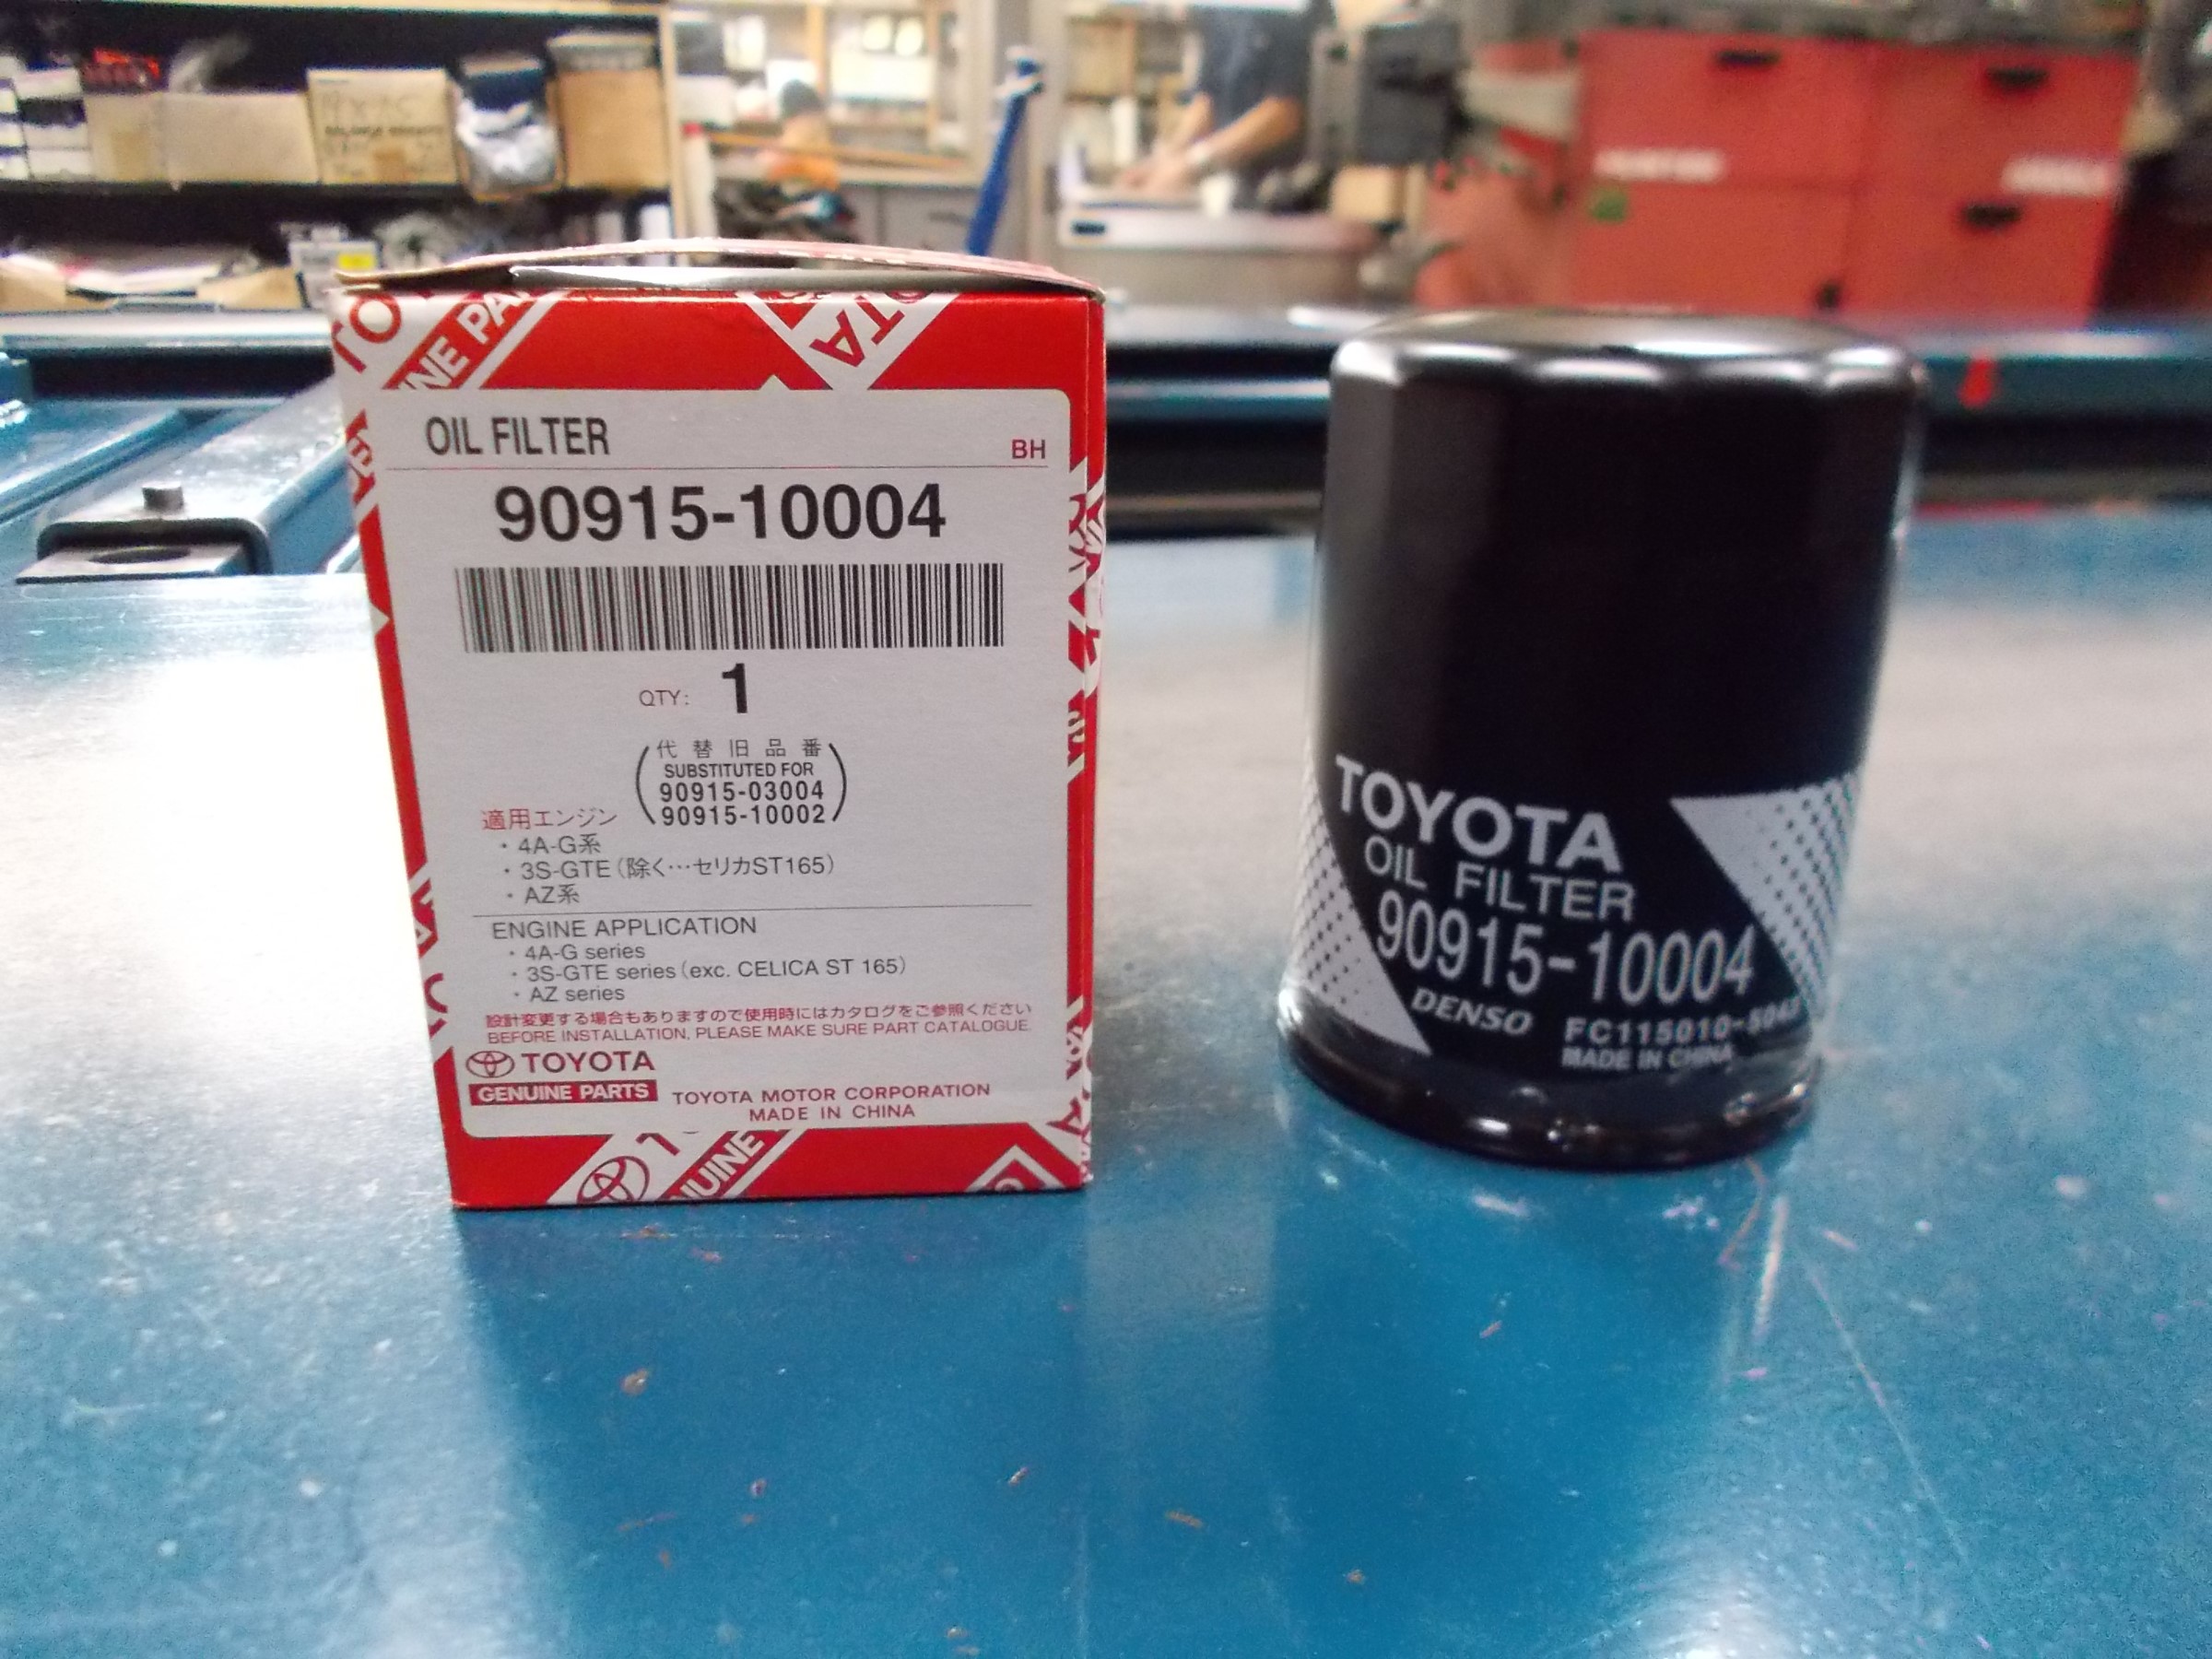 OIL FILTER
BH
90915-10004
QTY: 1
代替旧品番
SUBSTITUTED FOR
90915-03004
90915-10002
適用エンジン
・4A-G系
・3S-GTE（除く…セリカST165）
・AZ系
ENGINE APPLICATION
・4A-G series
・3S-GTE series (exc. CELICA ST 165)
・AZ series
設計変更する場合もありますので使用時にはカタログをご参照ください
BEFORE INSTALLATION, PLEASE MAKE SURE PART CATALOGUE.
TOYOTA
GENUINE PARTS
TOYOTA MOTOR CORPORATION
MADE IN CHINA
TOYOTA
OIL FILTER
90915-10004
DENSO
MADE IN CHINA